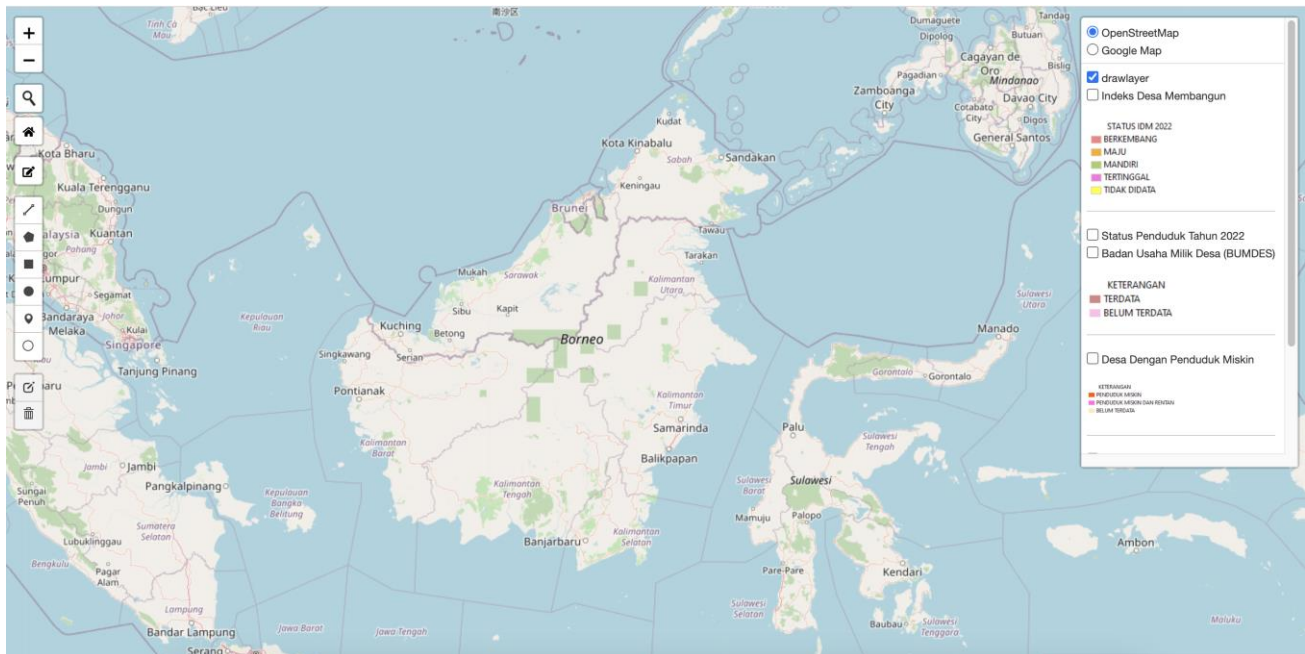 Bạc Liêu
Tỉnh Cà
Mau
南沙区
Dumaguete
Dipolog
Tandag
Butuan
Cagayan de
Oro
Mindanao
Bislig
Pagadian
Zamboanga
City
Cotabato
City
Davao City
Digos
General Santos
Kudat
Kota Kinabalu
Sabah
Sandakan
Keningau
Brunei
Tawau
Tarakan
Kota Bharu
Kuala Terengganu
Dungun
Kuantan
Pahang
Segamat
Johor
Kulai
Bandaraya
Melaka
Singapore
Tanjung Pinang
Kepulauan
Riau
Mukah
Sarawak
Sibu
Kapit
Betong
Kuching
Serian
Singkawang
Borneo
Kalimantan
Utara
Pontianak
Kalimantan
Barat
Kalimantan
Timur
Samarinda
Balikpapan
Kalimantan
Tengah
Banjarbaru
Kalimantan
Selatan
Manado
Sulawesi
Utara
Gorontalo
Gorontalo
Palu
Sulawesi
Tengah
Sulawesi
Sulawesi
Barat
Mamuju
Palopo
Pare-Pare
Kendari
Sulawesi
Selatan
Baubau
Sulawesi
Tenggara
Ambon
Maluku
Jambi
Jambi
Sungai
Penuh
Pangkalpinang
Kepulauan
Bangka
Belitung
Sumatera
Selatan
Lubuklinggau
Bengkulu
Pagar
Alam
Lampung
Bandar Lampung
Serang
Jawa Barat
Jawa Tengah
OpenStreetMap
Google Map
drawlayer
Indeks Desa Membangun
STATUS IDM 2022
BERKEMBANG
MAJU
MANDIRI
TERTINGGAL
TIDAK DIDATA
Status Penduduk Tahun 2022
Badan Usaha Milik Desa (BUMDES)
KETERANGAN
TERDATA
BELUM TERDATA
Desa Dengan Penduduk Miskin
KETERANGAN
PENDUDUK MISKIN
PENDUDUK MISKIN DAN RENTAN
BELUM TERDATA